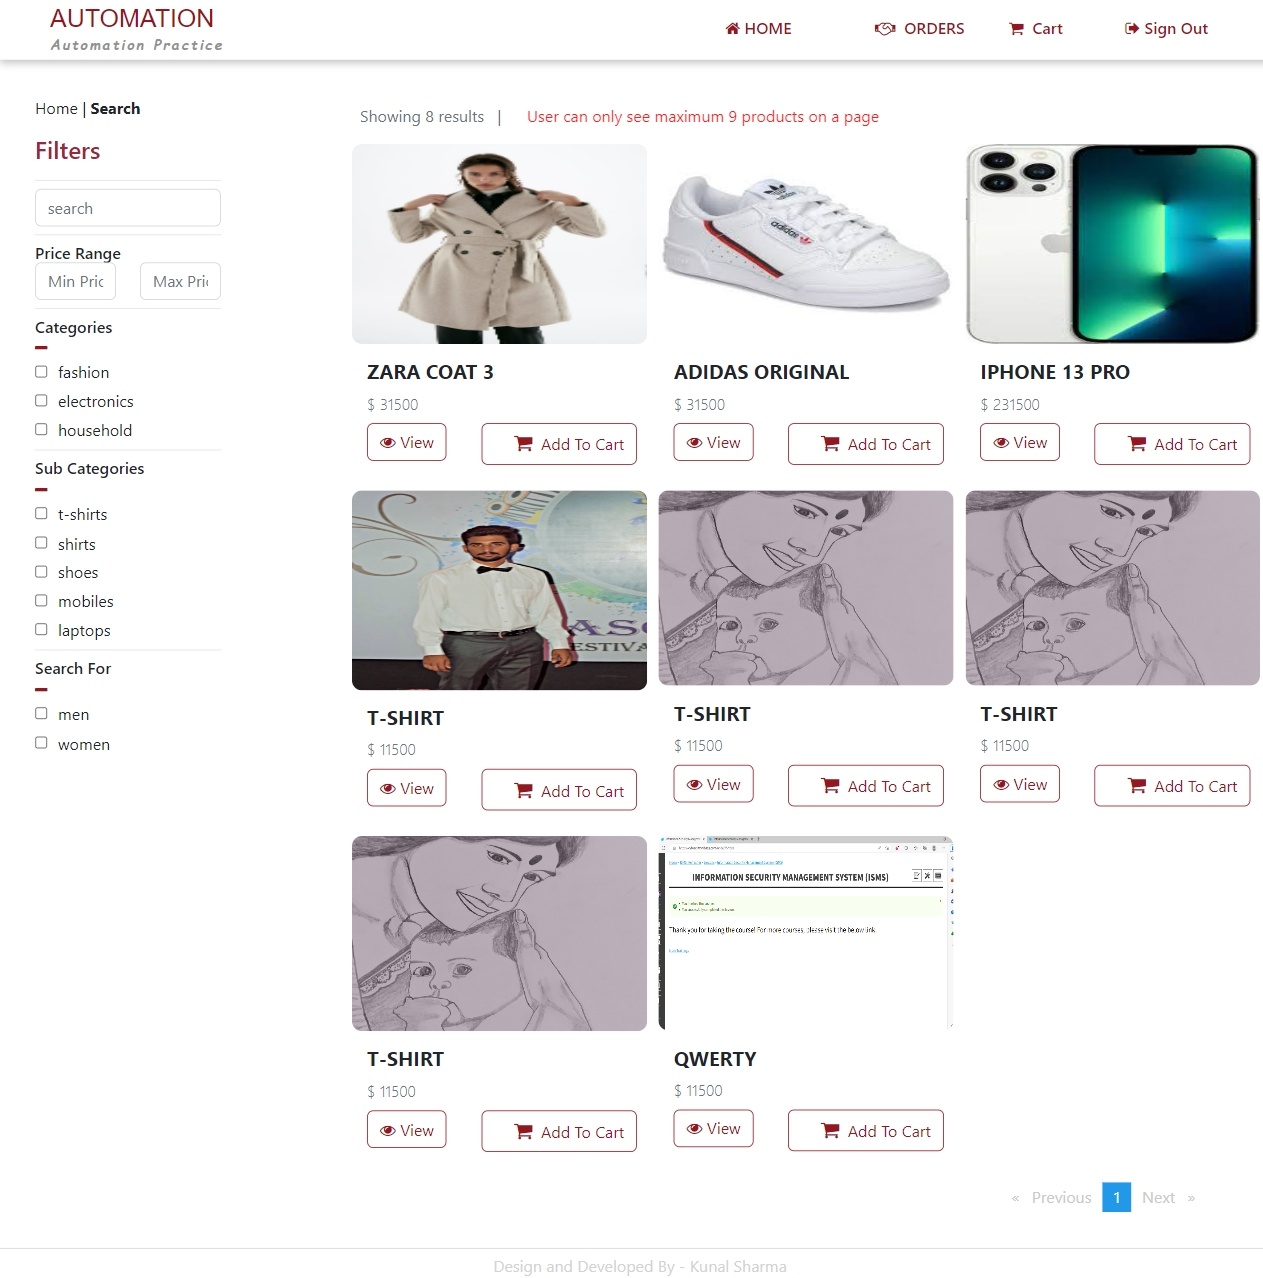 AUTOMATION
Automation Practice
HOME
ORDERS
Cart
Sign Out
Home | Search
Showing 8 results |
User can only see maximum 9 products on a page
Filters
search
Price Range
Min Pric
Max Pric
Categories
fashion
electronics
household
Sub Categories
t-shirts
shirts
shoes
mobiles
laptops
Search For
men
women
adidas
ZARA COAT 3
$ 31500
View
Add To Cart
ADIDAS ORIGINAL
$ 31500
View
Add To Cart
IPHONE 13 PRO
$ 231500
View
Add To Cart
T-SHIRT
$ 11500
View
Add To Cart
T-SHIRT
$ 11500
View
Add To Cart
T-SHIRT
$ 11500
View
Add To Cart
T-SHIRT
$ 11500
View
Add To Cart
INFORMATION SECURITY MANAGEMENT SYSTEM (ISMS)
Thank you for taking the course! For more courses, please visit the below link.
QWERTY
$ 11500
View
Add To Cart
« Previous 1 Next »
Design and Developed By - Kunal Sharma